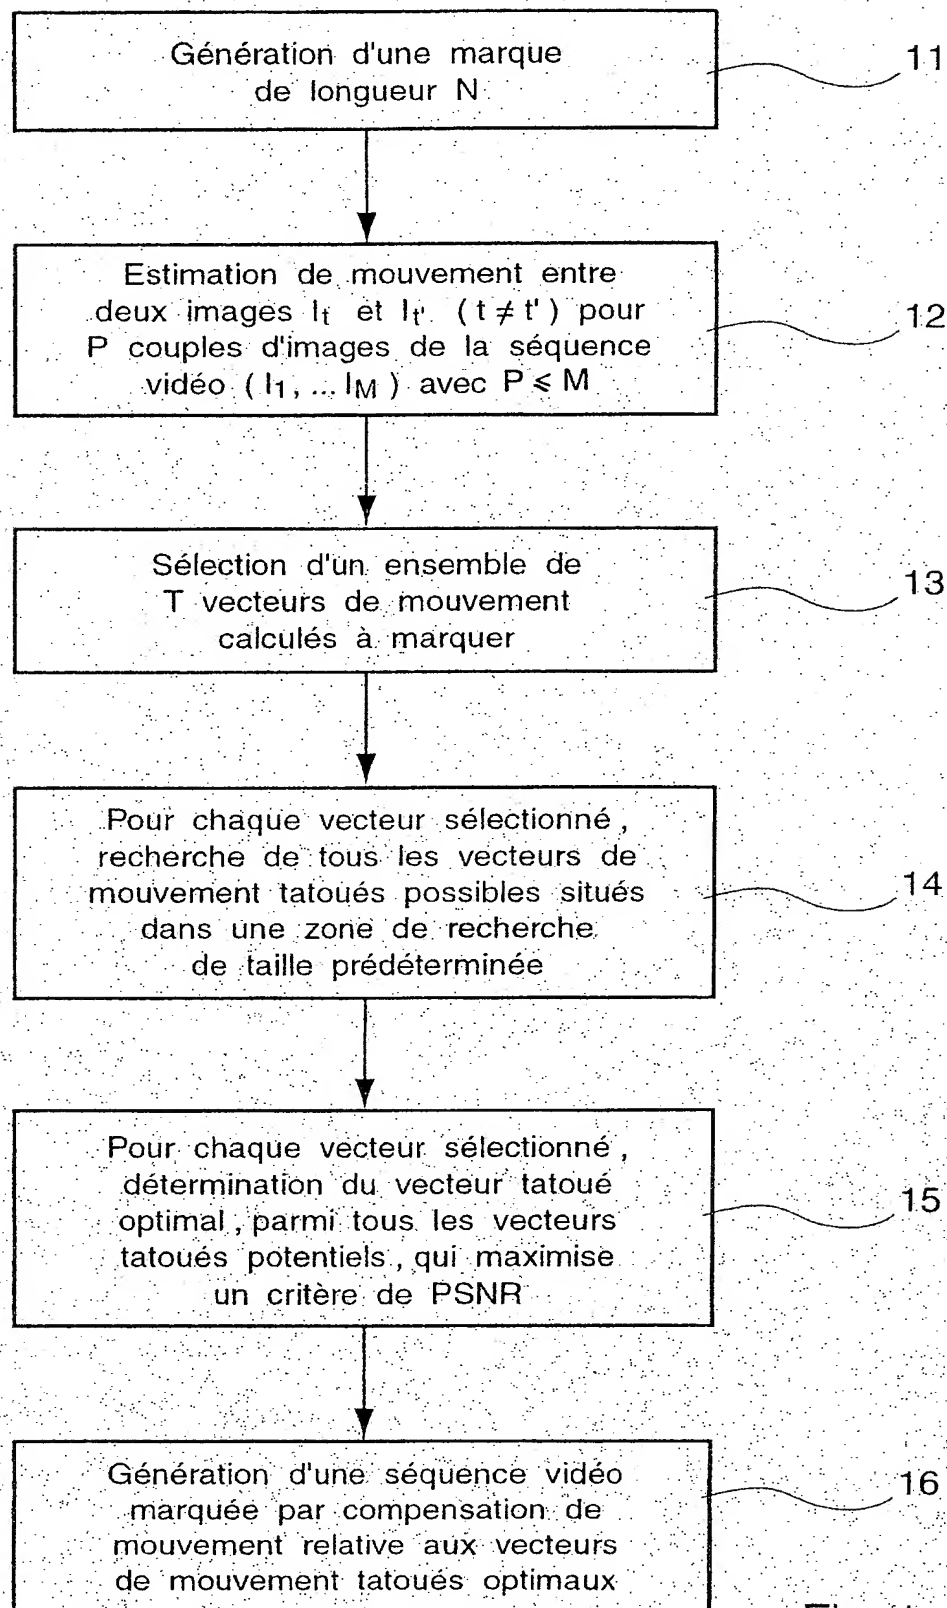 Génération d'une marque
de longueur N
11
Estimation de mouvement entre
deux images It et It' (t ≠ t') pour
P couples d'images de la séquence
vidéo (I1, ... IM) avec P ⩽ M
12
Sélection d'un ensemble de
T vecteurs de mouvement
calculés à marquer
13
Pour chaque vecteur sélectionné,
recherche de tous les vecteurs de
mouvement tatoués possibles situés
dans une zone de recherche
de taille prédéterminée
14
Pour chaque vecteur sélectionné,
détermination du vecteur tatoué
optimal, parmi tous les vecteurs
tatoués potentiels, qui maximise
un critère de PSNR
15
Génération d'une séquence vidéo
marquée par compensation de
mouvement relative aux vecteurs
de mouvement tatoués optimaux
16